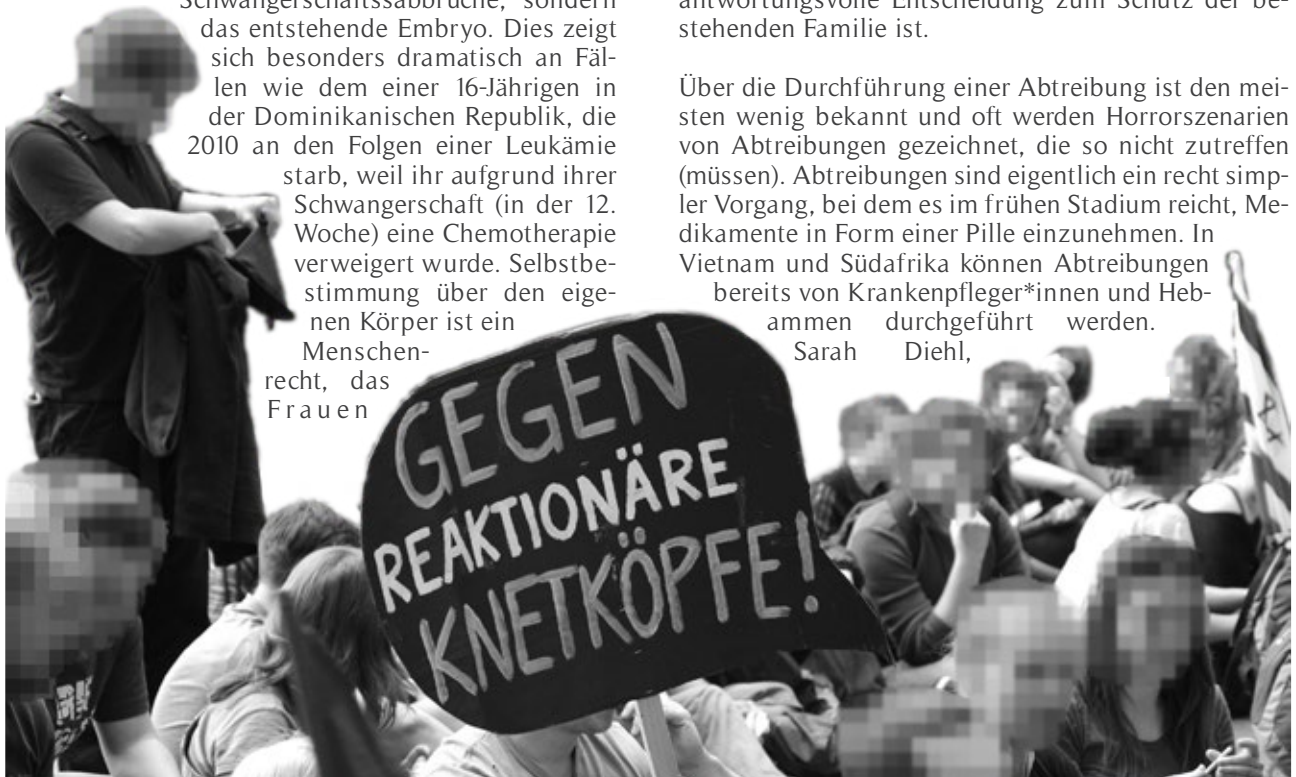 Schwangerschaftssabbrüche, sondern
das entstehende Embryo. Dies zeigt
sich besonders dramatisch an Fäl-
len wie dem einer 16-Jährigen in
der Dominikanischen Republik, die
2010 an den Folgen einer Leukämie
starb, weil ihr aufgrund ihrer
Schwangerschaft (in der 12.
Woche) eine Chemotherapie
verweigert wurde. Selbstbe-
stimmung über den eige-
nen Körper ist ein
Menschen-
recht, das
Frauen
antwortungsvolle Entscheidung zum Schutz der be-
stehenden Familie ist.
Über die Durchführung einer Abtreibung ist den mei-
sten wenig bekannt und oft werden Horrorszenarien
von Abtreibungen gezeichnet, die so nicht zutreffen
(müssen). Abtreibungen sind eigentlich ein recht simp-
ler Vorgang, bei dem es im frühen Stadium reicht, Me-
dikamente in Form einer Pille einzunehmen. In
Vietnam und Südafrika können Abtreibungen
bereits von Krankenpfleger*innen und Heb-
ammen durchgeführt werden.
Sarah Diehl,
GEGEN
REAKTIONÄRE
KNETKÖPFE!